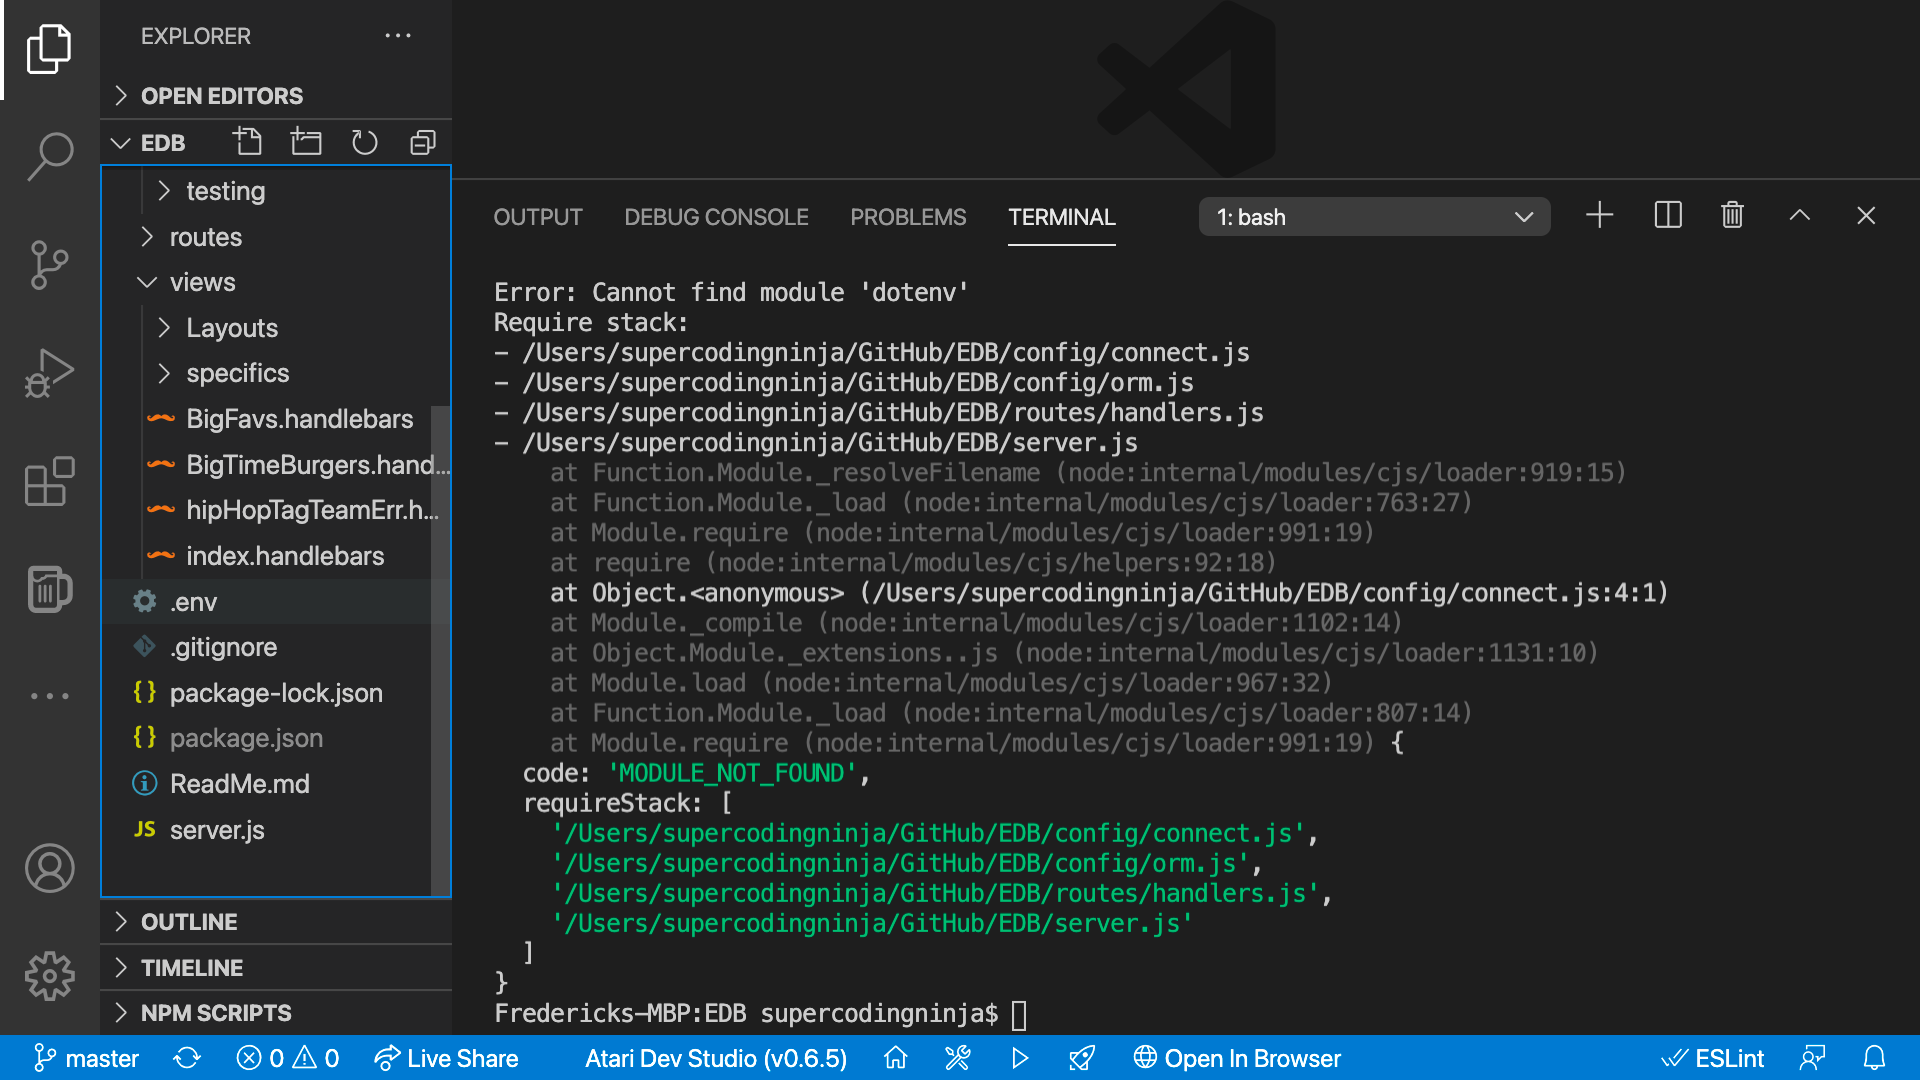 EXPLORER
OPEN EDITORS
EDB
testing
routes
views
Layouts
specifics
BigFavs.handlebars
BigTimeBurgers.hand...
hipHopTagTeamErr.h...
index.handlebars
.env
.gitignore
{ } package-lock.json
{ } package.json
ReadMe.md
JS server.js
OUTLINE
TIMELINE
NPM SCRIPTS
OUTPUT DEBUG CONSOLE PROBLEMS TERMINAL 1: bash
Error: Cannot find module 'dotenv'
Require stack:
- /Users/supercodingninja/GitHub/EDB/config/connect.js
- /Users/supercodingninja/GitHub/EDB/config/orm.js
- /Users/supercodingninja/GitHub/EDB/routes/handlers.js
- /Users/supercodingninja/GitHub/EDB/server.js
at Function.Module._resolveFilename (node:internal/modules/cjs/loader:919:15)
at Function.Module._load (node:internal/modules/cjs/loader:763:27)
at Module.require (node:internal/modules/cjs/loader:991:19)
at require (node:internal/modules/cjs/helpers:92:18)
at Object.<anonymous> (/Users/supercodingninja/GitHub/EDB/config/connect.js:4:1)
at Module._compile (node:internal/modules/cjs/loader:1102:14)
at Object.Module._extensions..js (node:internal/modules/cjs/loader:1131:10)
at Module.load (node:internal/modules/cjs/loader:967:32)
at Function.Module._load (node:internal/modules/cjs/loader:807:14)
at Module.require (node:internal/modules/cjs/loader:991:19) {
code: 'MODULE_NOT_FOUND',
requireStack: [
'/Users/supercodingninja/GitHub/EDB/config/connect.js',
'/Users/supercodingninja/GitHub/EDB/config/orm.js',
'/Users/supercodingninja/GitHub/EDB/routes/handlers.js',
'/Users/supercodingninja/GitHub/EDB/server.js'
]
}
Fredericks-MBP:EDB supercodingninja$
master 0 0 Live Share Atari Dev Studio (v0.6.5) Open In Browser ESLint